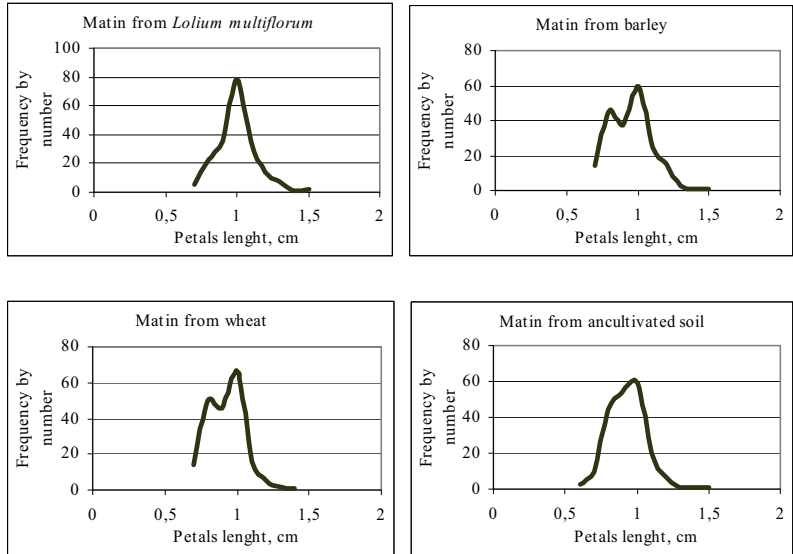 Matin from Lolium multiflorum
100
80
60
40
20
0
Frequency by
number
0 0,5 1 1,5 2
Petals lenght, cm
Matin from barley
80
60
40
20
0
Frequency by
number
0 0,5 1 1,5 2
Petals lenght, cm
Matin from wheat
80
60
40
20
0
Frequency by
number
0 0,5 1 1,5 2
Petals lenght, cm
Matin from ancultivated soil
80
60
40
20
0
Frequency by
number
0 0,5 1 1,5 2
Petals lenght, cm